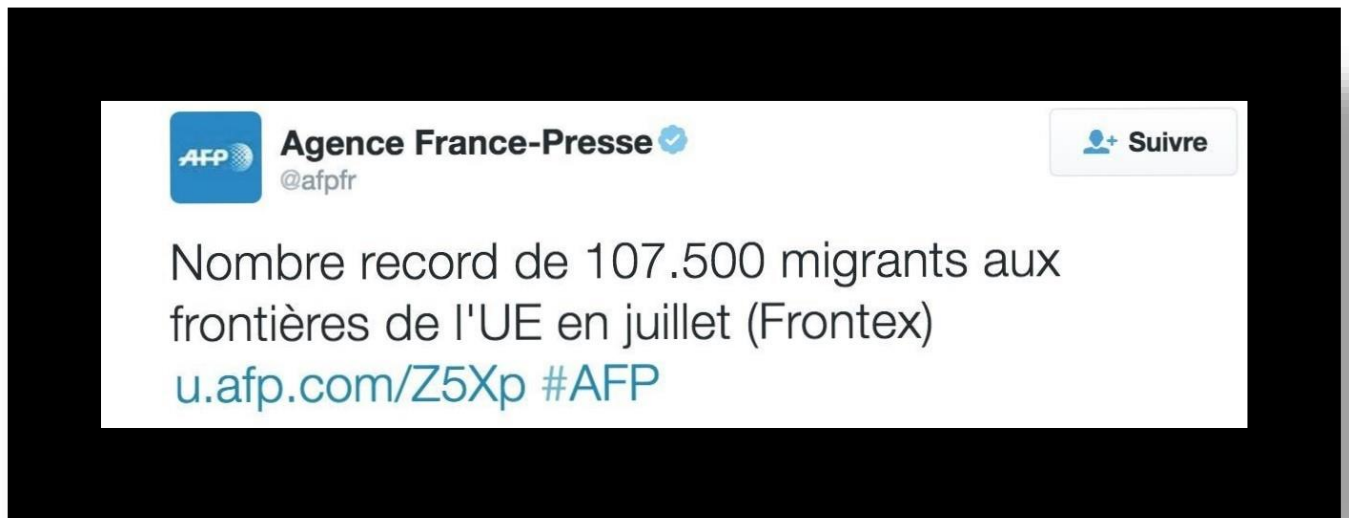 AFP
Agence France-Presse
Suivre
@afpfr
Nombre record de 107.500 migrants aux
frontières de l'UE en juillet (Frontex)
u.afp.com/Z5Xp #AFP